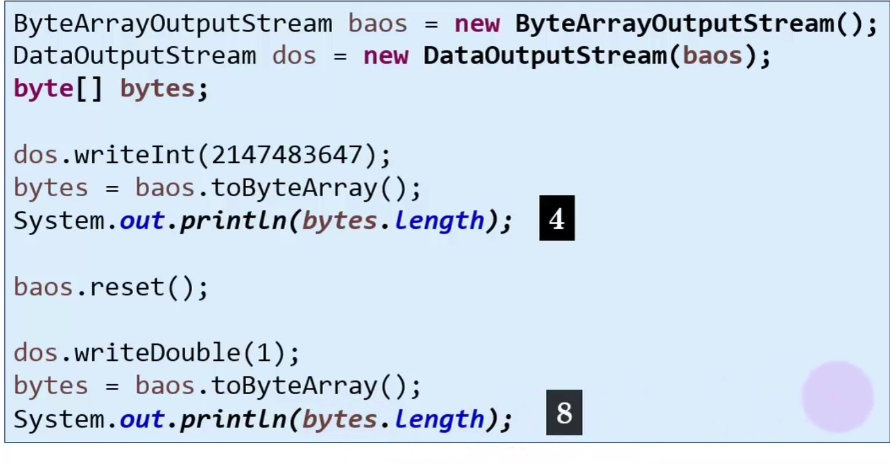 ByteArrayOutputStream baos = new ByteArrayOutputStream();
DataOutputStream dos = new DataOutputStream(baos);
byte[] bytes;
dos.writeInt(2147483647);
bytes = baos.toByteArray();
System.out.println(bytes.length); 4
baos.reset();
dos.writeDouble(1);
bytes = baos.toByteArray();
System.out.println(bytes.length); 8